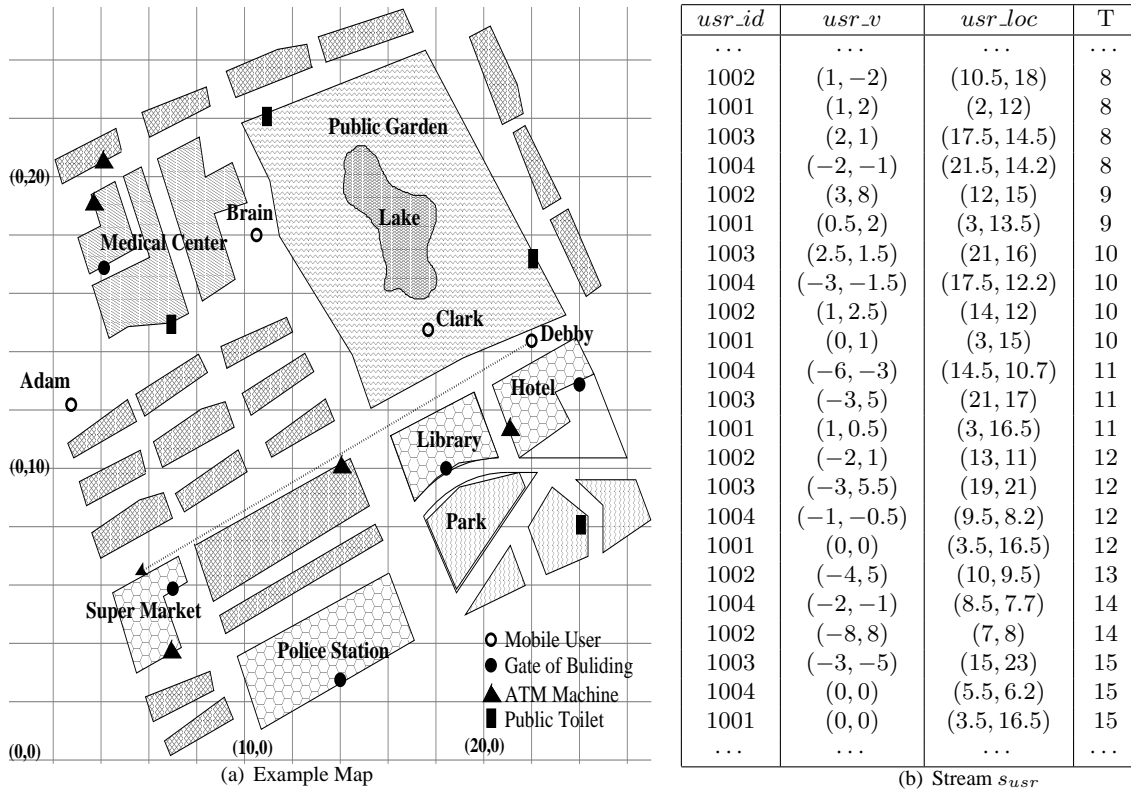 Public Garden
(0,20)
Brain
Lake
Medical Center
Clark
Debby
Adam
Hotel
Library
(0,10)
Park
Super Market
Mobile User
Police Station
Gate of Buliding
ATM Machine
Public Toilet
(0,0)
(10,0)
(20,0)
(a) Example Map
usr_id usr_v usr_loc T
... ... ... ...
1002 (1, −2) (10.5, 18) 8
1001 (1, 2) (2, 12) 8
1003 (2, 1) (17.5, 14.5) 8
1004 (−2, −1) (21.5, 14.2) 8
1002 (3, 8) (12, 15) 9
1001 (0.5, 2) (3, 13.5) 9
1003 (2.5, 1.5) (21, 16) 10
1004 (−3, −1.5) (17.5, 12.2) 10
1002 (1, 2.5) (14, 12) 10
1001 (0, 1) (3, 15) 10
1004 (−6, −3) (14.5, 10.7) 11
1003 (−3, 5) (21, 17) 11
1001 (1, 0.5) (3, 16.5) 11
1002 (−2, 1) (13, 11) 12
1003 (−3, 5.5) (19, 21) 12
1004 (−1, −0.5) (9.5, 8.2) 12
1001 (0, 0) (3.5, 16.5) 12
1002 (−4, 5) (10, 9.5) 13
1004 (−2, −1) (8.5, 7.7) 14
1002 (−8, 8) (7, 8) 14
1003 (−3, −5) (15, 23) 15
1004 (0, 0) (5.5, 6.2) 15
1001 (0, 0) (3.5, 16.5) 15
... ... ... ...
(b) Stream s_usr